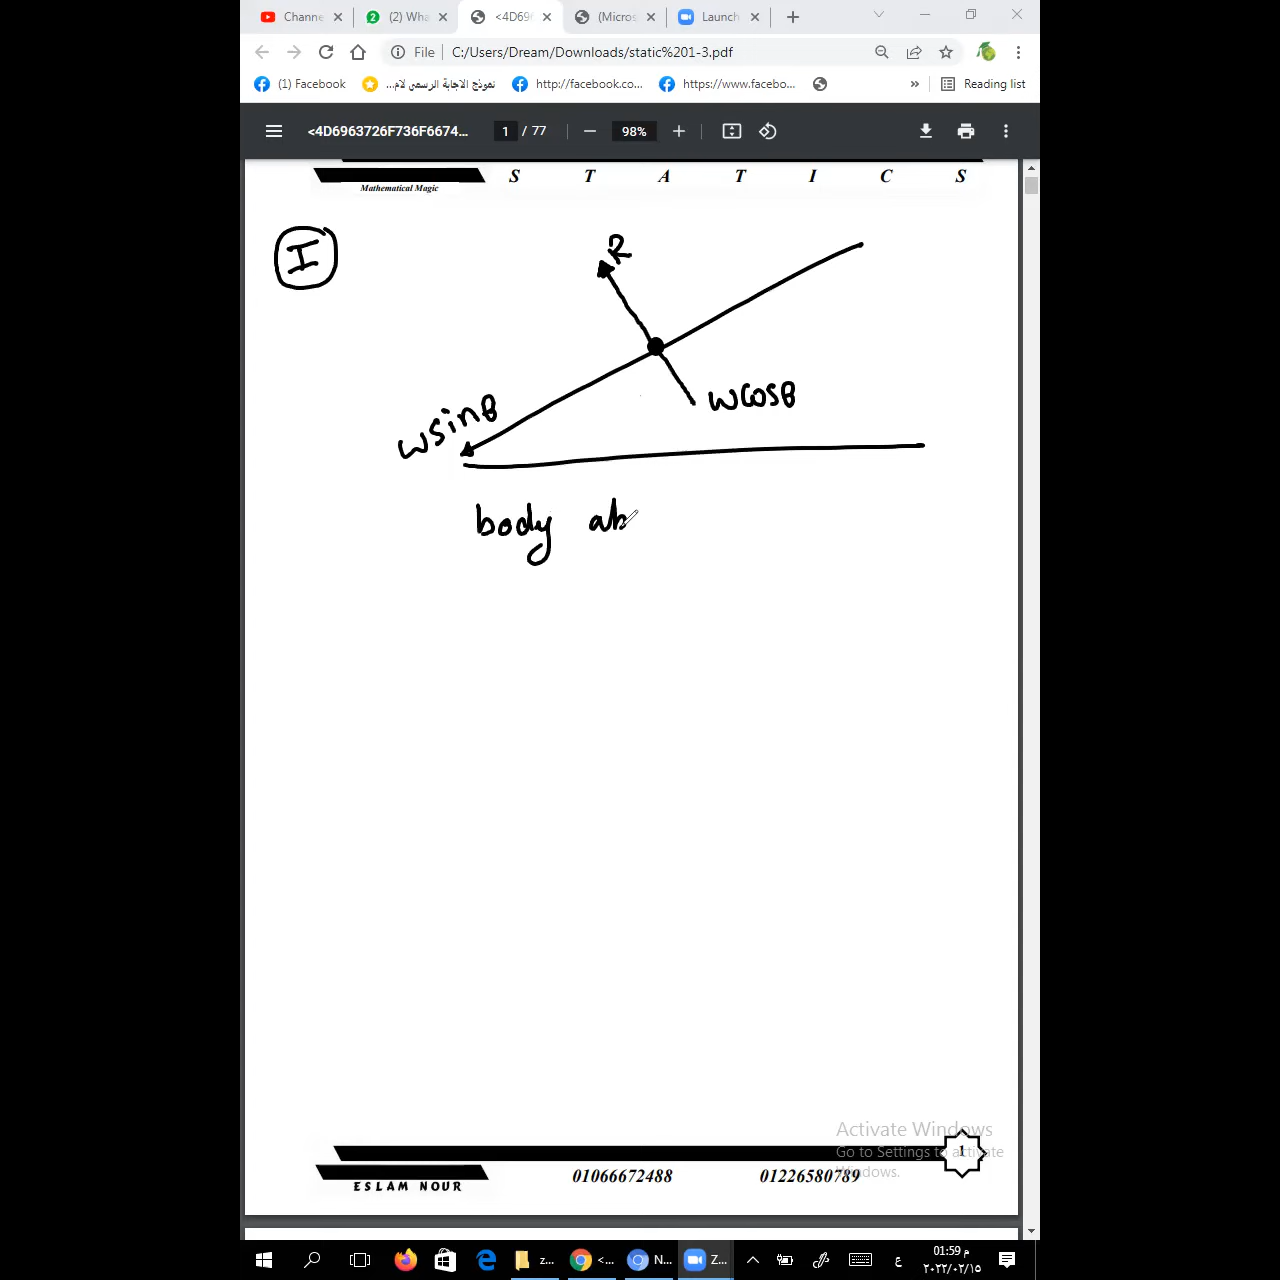 Channe
(2) Wha
<4D69
(Micros
Launch
File
C:/Users/Dream/Downloads/static%201-3.pdf
(1) Facebook
نموذج الاجابة الرسمى لام...
http://facebook.co...
https://www.facebo...
»
Reading list
<4D6963726F736F6674...
1 / 77
98%
Mathematical Magic
S T A T I C S
I
R
wsinθ
wcosθ
body ab
Activate Windows
Go to Settings to activate Windows.
1
ESLAM NOUR
01066672488
01226580789
z...
<...
N...
Z...
ع
01:59 م
٢٠٢٢/٠٢/١٥